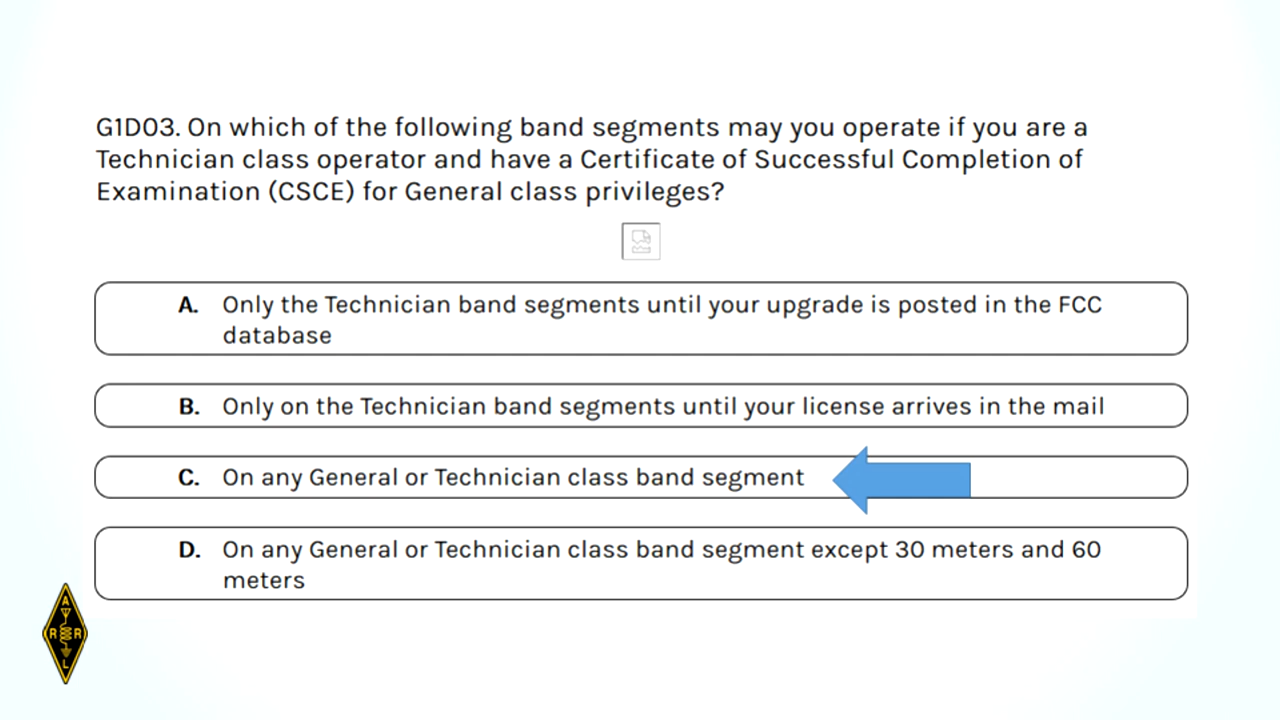 G1D03. On which of the following band segments may you operate if you are a
Technician class operator and have a Certificate of Successful Completion of
Examination (CSCE) for General class privileges?
A. Only the Technician band segments until your upgrade is posted in the FCC
database
B. Only on the Technician band segments until your license arrives in the mail
C. On any General or Technician class band segment
D. On any General or Technician class band segment except 30 meters and 60
meters
A
R R
L